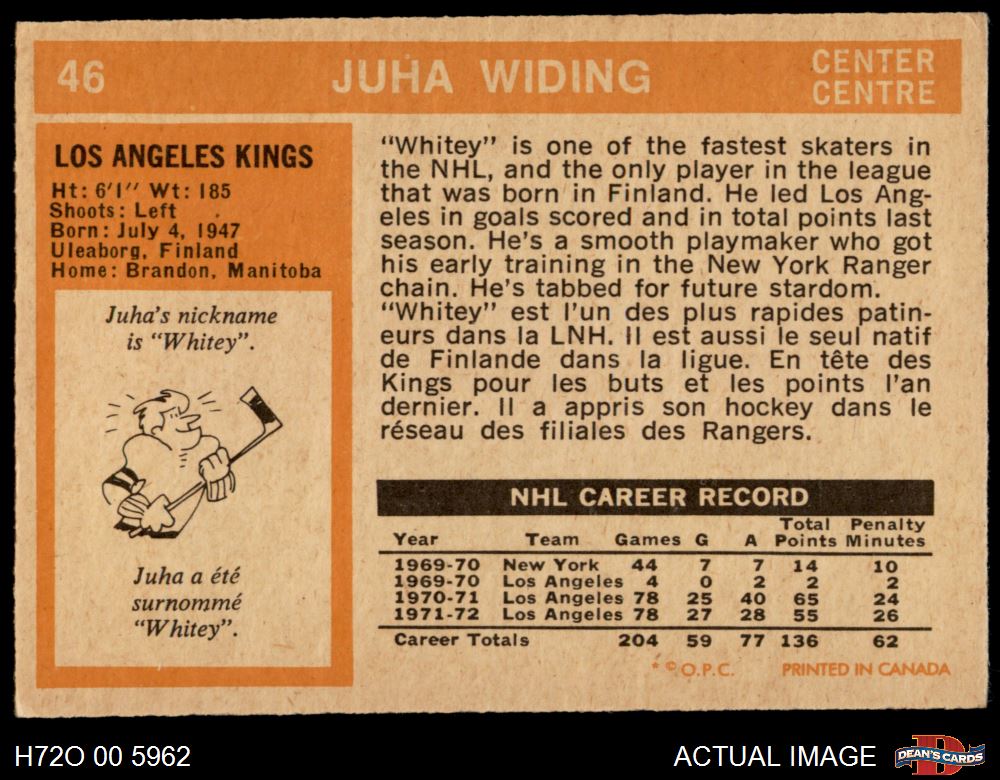 46 JUHA WIDING CENTER
CENTRE
LOS ANGELES KINGS
Ht: 6'1" Wt: 185
Shoots: Left
Born: July 4, 1947
Uleaborg, Finland
Home: Brandon, Manitoba
Juha's nickname
is "Whitey".
Juha a été
surnommé
"Whitey".
"Whitey" is one of the fastest skaters in
the NHL, and the only player in the league
that was born in Finland. He led Los Ang-
eles in goals scored and in total points last
season. He's a smooth playmaker who got
his early training in the New York Ranger
chain. He's tabbed for future stardom.
"Whitey" est l'un des plus rapides patin-
eurs dans la LNH. Il est aussi le seul natif
de Finlande dans la ligue. En tête des
Kings pour les buts et les points l'an
dernier. Il a appris son hockey dans le
réseau des filiales des Rangers.
NHL CAREER RECORD
Total Penalty
Year Team Games G A Points Minutes
1969-70 New York 44 7 7 14 10
1969-70 Los Angeles 4 0 2 2 2
1970-71 Los Angeles 78 25 40 65 24
1971-72 Los Angeles 78 27 28 55 26
Career Totals 204 59 77 136 62
* © O.P.C. PRINTED IN CANADA
H72O 00 5962 ACTUAL IMAGE DEAN'S CARDS